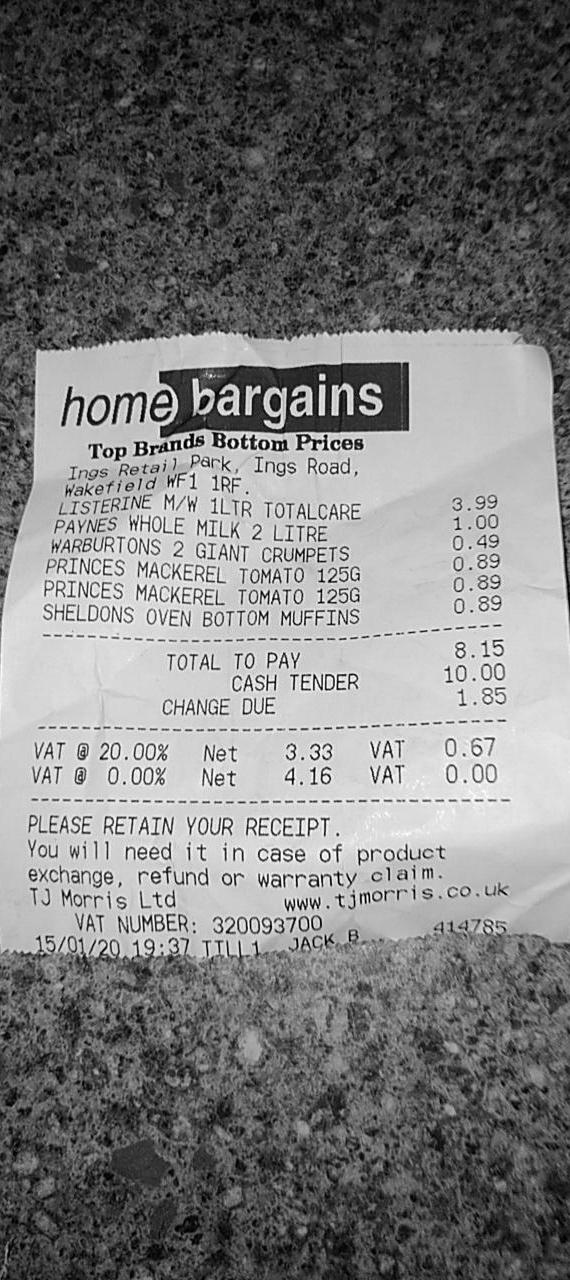 home bargains
Top Brands Bottom Prices
Ings Retail Park, Ings Road,
Wakefield WF1 1RF.
LISTERINE M/W 1LTR TOTALCARE 3.99
PAYNES WHOLE MILK 2 LITRE 1.00
WARBURTONS 2 GIANT CRUMPETS 0.49
PRINCES MACKEREL TOMATO 125G 0.89
PRINCES MACKEREL TOMATO 125G 0.89
SHELDONS OVEN BOTTOM MUFFINS 0.89
TOTAL TO PAY 8.15
CASH TENDER 10.00
CHANGE DUE 1.85
VAT @ 20.00% Net 3.33 VAT 0.67
VAT @ 0.00% Net 4.16 VAT 0.00
PLEASE RETAIN YOUR RECEIPT.
You will need it in case of product
exchange, refund or warranty claim.
TJ Morris Ltd www.tjmorris.co.uk
VAT NUMBER: 320093700
15/01/20 19:37 TILL1 JACK B. 414785